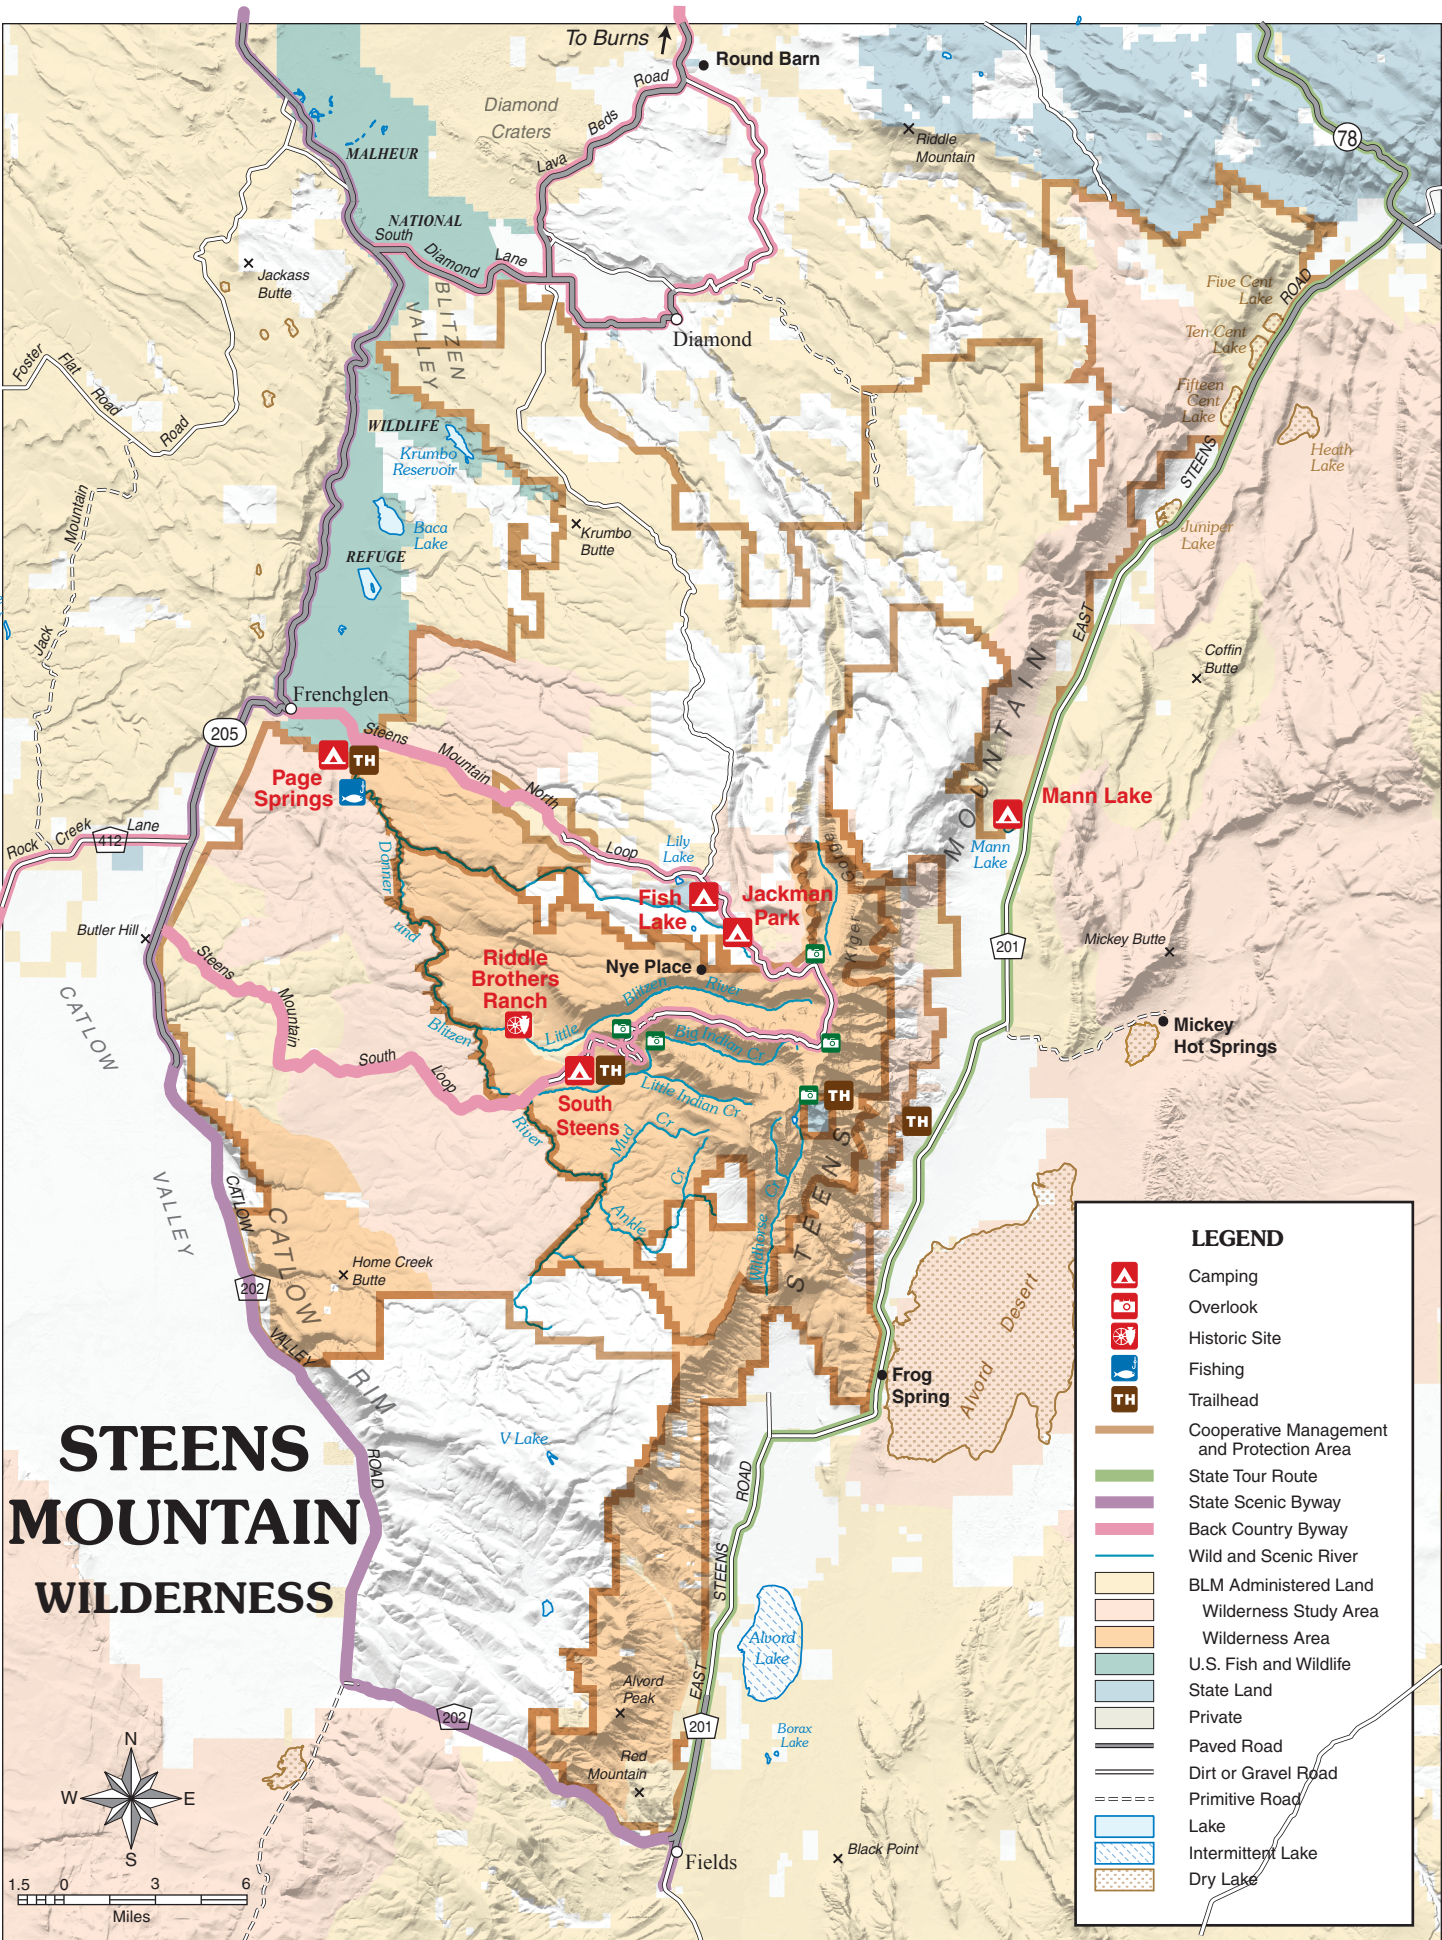 To Burns
Round Barn
Road
Beds
Lava
Diamond
Craters
Riddle
Mountain
78
MALHEUR
NATIONAL
South
Diamond
Lane
Jackass
Butte
BLITZEN
VALLEY
Diamond
Five Cent
Lake
ROAD
Ten Cent
Lake
Fifteen
Cent
Lake
Heath
Lake
STEENS
Juniper
Lake
Foster
Flat
Road
Road
WILDLIFE
Krumbo
Reservoir
Baca
Lake
Krumbo
Butte
REFUGE
Mountain
Jack
EAST
Coffin
Butte
Frenchglen
205
Steens
Mountain
North
Loop
Page
Springs
TH
Mann Lake
Mann
Lake
MOUNTAIN
Rock
Creek
Lane
412
Donner
und
Blitzen
River
Lily
Lake
Fish
Lake
Jackman
Park
Gorge
Kiger
Butler Hill
Steens
Mountain
South
Loop
Riddle
Brothers
Ranch
Nye Place
Little
Blitzen
River
Big Indian Cr
201
Mickey Butte
Mickey
Hot Springs
CATLOW
VALLEY
TH
South
Steens
Little Indian Cr
Mud
Cr
Cr
Ankle
TH
TH
Wildhorse
Cr
STEENS
CATLOW
202
VALLEY
ROAD
CATLOW
RIM
Home Creek
Butte
Alvord
Desert
Frog
Spring
V Lake
STEENS
MOUNTAIN
WILDERNESS
ROAD
STEENS
EAST
Alvord
Lake
Alvord
Peak
201
Borax
Lake
202
Red
Mountain
Fields
Black Point
N
W
E
S
1.5 0 3 6
Miles
LEGEND
Camping
Overlook
Historic Site
Fishing
TH Trailhead
Cooperative Management
and Protection Area
State Tour Route
State Scenic Byway
Back Country Byway
Wild and Scenic River
BLM Administered Land
Wilderness Study Area
Wilderness Area
U.S. Fish and Wildlife
State Land
Private
Paved Road
Dirt or Gravel Road
Primitive Road
Lake
Intermittent Lake
Dry Lake